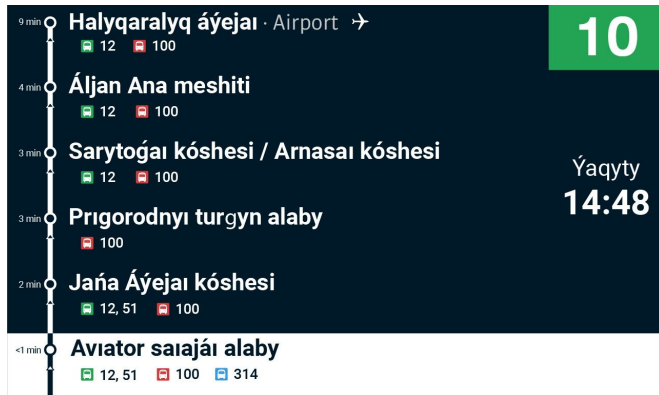 9 min Halyqaralyq áýejaı · Airport
12 100
10
4 min Áljan Ana meshiti
12 100
3 min Sarytoǵaı kóshesi / Arnasaı kóshesi
12 100
Ýaqyty
14:48
3 min Prıgorodnyı turgyn alaby
100
2 min Jańa Áýejaı kóshesi
12, 51 100
<1 min Avıator saıajáı alaby
12, 51 100 314